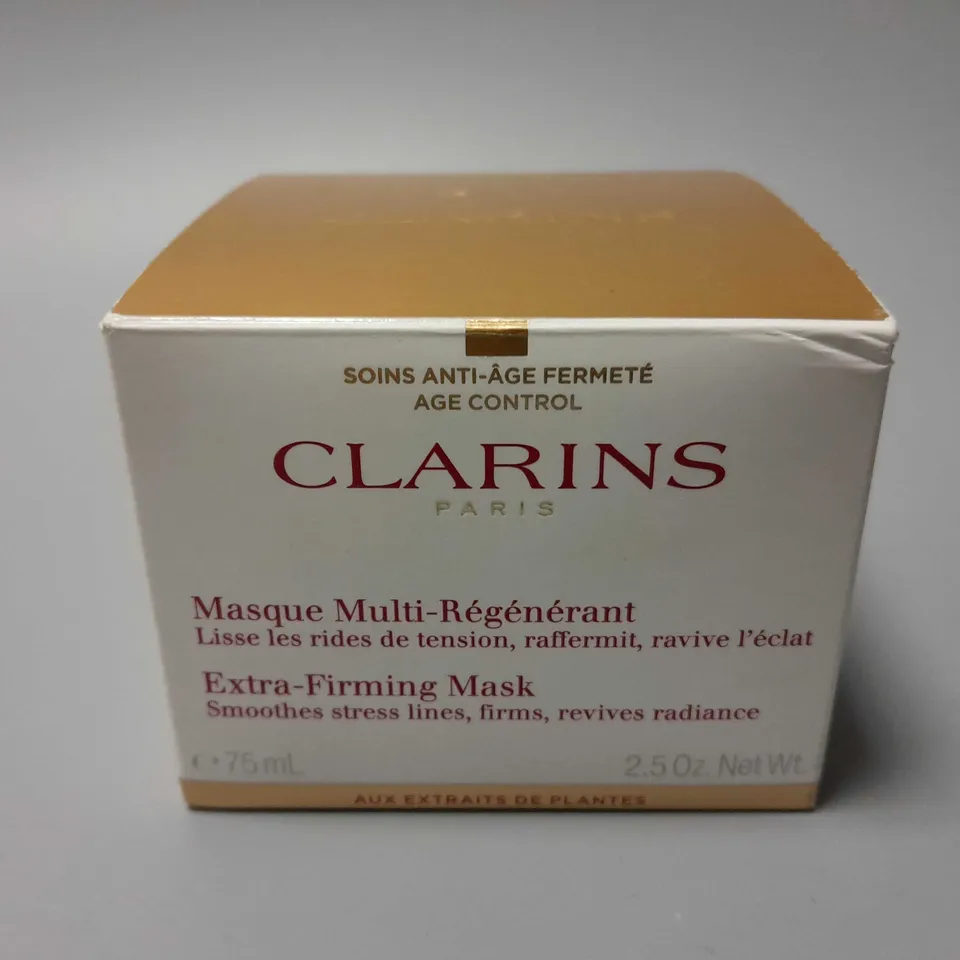 SOINS ANTI-ÂGE FERMETÉ
AGE CONTROL
CLARINS
PARIS
Masque Multi-Régénérant
Lisse les rides de tension, raffermit, ravive l'éclat
Extra-Firming Mask
Smoothes stress lines, firms, revives radiance
75 mL 2.5 Oz. Net Wt.
AUX EXTRAITS DE PLANTES